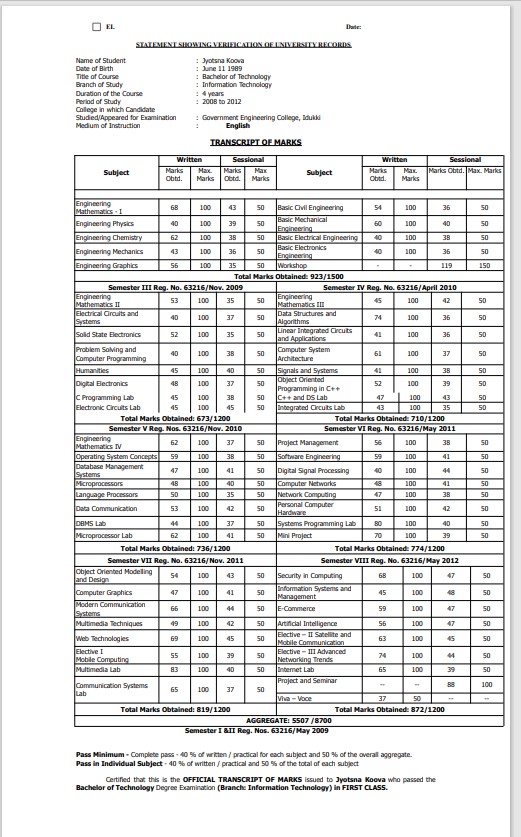 EL Date:
STATEMENT SHOWING VERIFICATION OF UNIVERSITY RECORDS
Name of Student : Jyotsna Koova
Date of Birth : June 11 1989
Title of Course : Bachelor of Technology
Branch of Study : Information Technology
Duration of the Course : 4 years
Period of Study : 2008 to 2012
College in which Candidate
Studied/Appeared for Examination : Government Engineering College, Idukki
Medium of Instruction : English
TRANSCRIPT OF MARKS
Subject Written Sessional Subject Written Sessional
Marks Obtd. Max. Marks Marks Obtd. Max Marks Marks Obtd. Max. Marks Marks Obtd. Max. Marks
Engineering Mathematics - I 68 100 43 50 Basic Civil Engineering 54 100 36 50
Engineering Physics 40 100 39 50 Basic Mechanical Engineering 60 100 40 50
Engineering Chemistry 62 100 38 50 Basic Electrical Engineering 40 100 38 50
Engineering Mechanics 43 100 36 50 Basic Electronics Engineering 40 100 36 50
Engineering Graphics 56 100 35 50 Workshop - - 119 150
Total Marks Obtained: 923/1500
Semester III Reg. No. 63216/Nov. 2009 Semester IV Reg. No. 63216/April 2010
Engineering Mathematics II 53 100 35 50 Engineering Mathematics III 45 100 42 50
Electrical Circuits and Systems 40 100 37 50 Data Structures and Algorithms 74 100 36 50
Solid State Electronics 52 100 35 50 Linear Integrated Circuits and Applications 41 100 36 50
Problem Solving and Computer Programming 40 100 38 50 Computer System Architecture 61 100 37 50
Humanities 45 100 40 50 Signals and Systems 41 100 38 50
Digital Electronics 48 100 37 50 Object Oriented Programming in C++ 52 100 39 50
C Programming Lab 45 100 38 50 C++ and DS Lab 47 100 43 50
Electronic Circuits Lab 45 100 45 50 Integrated Circuits Lab 43 100 35 50
Total Marks Obtained: 673/1200 Total Marks Obtained: 710/1200
Semester V Reg. Nos. 63216/Nov. 2010 Semester VI Reg. No. 63216/May 2011
Engineering Mathematics IV 62 100 37 50 Project Management 56 100 38 50
Operating System Concepts 59 100 38 50 Software Engineering 59 100 41 50
Database Management Systems 47 100 41 50 Digital Signal Processing 40 100 44 50
Microprocessors 48 100 40 50 Computer Networks 48 100 41 50
Language Processors 50 100 35 50 Network Computing 47 100 38 50
Data Communication 53 100 42 50 Personal Computer Hardware 51 100 42 50
DBMS Lab 44 100 37 50 Systems Programming Lab 80 100 40 50
Microprocessor Lab 62 100 41 50 Mini Project 70 100 39 50
Total Marks Obtained: 736/1200 Total Marks Obtained: 774/1200
Semester VII Reg. No. 63216/Nov. 2011 Semester VIII Reg. No. 63216/May 2012
Object Oriented Modelling and Design 54 100 43 50 Security in Computing 68 100 47 50
Computer Graphics 47 100 41 50 Information Systems and Management 45 100 48 50
Modern Communication Systems 66 100 44 50 E-Commerce 59 100 47 50
Multimedia Techniques 49 100 42 50 Artificial Intelligence 56 100 47 50
Web Technologies 69 100 45 50 Elective – II Satellite and Mobile Communication 63 100 45 50
Elective I Mobile Computing 55 100 39 50 Elective – III Advanced Networking Trends 74 100 44 50
Multimedia Lab 83 100 40 50 Internet Lab 65 100 39 50
Communication Systems Lab 65 100 37 50 Project and Seminar -- -- 88 100
Viva – Voce 37 50 -- --
Total Marks Obtained: 819/1200 Total Marks Obtained: 872/1200
AGGREGATE: 5507 /8700
Semester I &II Reg. Nos. 63216/May 2009
Pass Minimum - Complete pass - 40 % of written / practical for each subject and 50 % of the overall aggregate.
Pass in Individual Subject - 40 % of written / practical and 50 % of the total of each subject
Certified that this is the OFFICIAL TRANSCRIPT OF MARKS issued to Jyotsna Koova who passed the
Bachelor of Technology Degree Examination (Branch: Information Technology) in FIRST CLASS.